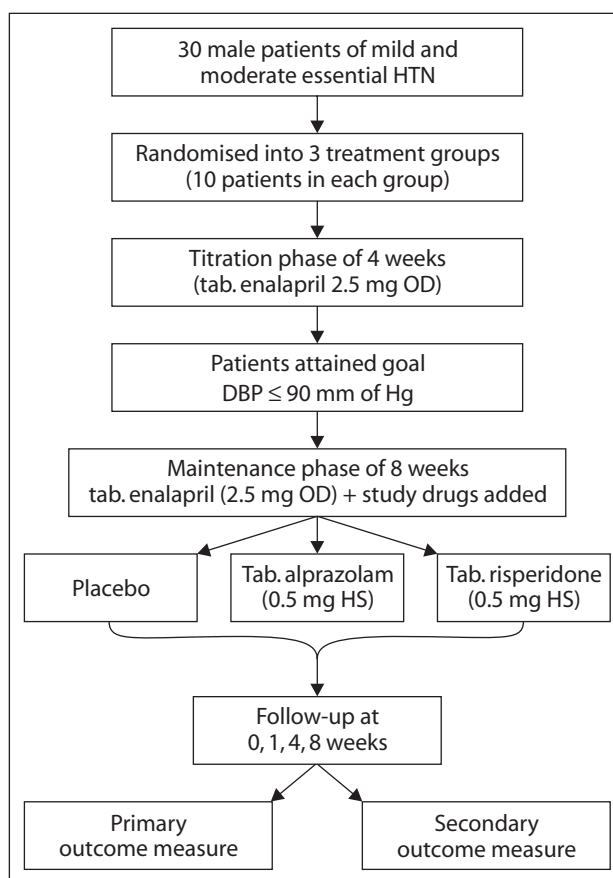 30 male patients of mild and
moderate essential HTN
Randomised into 3 treatment groups
(10 patients in each group)
Titration phase of 4 weeks
(tab. enalapril 2.5 mg OD)
Patients attained goal
DBP ≤ 90 mm of Hg
Maintenance phase of 8 weeks
tab. enalapril (2.5 mg OD) + study drugs added
Placebo
Tab. alprazolam
(0.5 mg HS)
Tab. risperidone
(0.5 mg HS)
Follow-up at
0, 1, 4, 8 weeks
Primary
outcome measure
Secondary
outcome measure